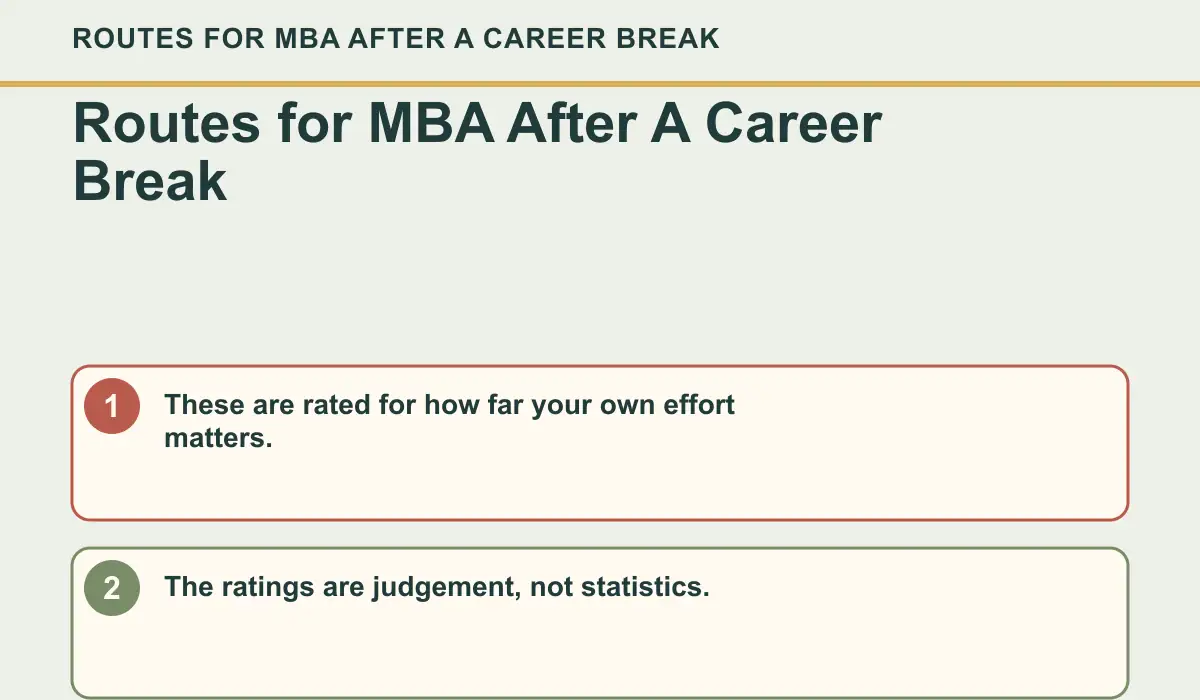 ROUTES FOR MBA AFTER A CAREER BREAK
Routes for MBA After A Career
Break
1
These are rated for how far your own effort
matters.
2
The ratings are judgement, not statistics.